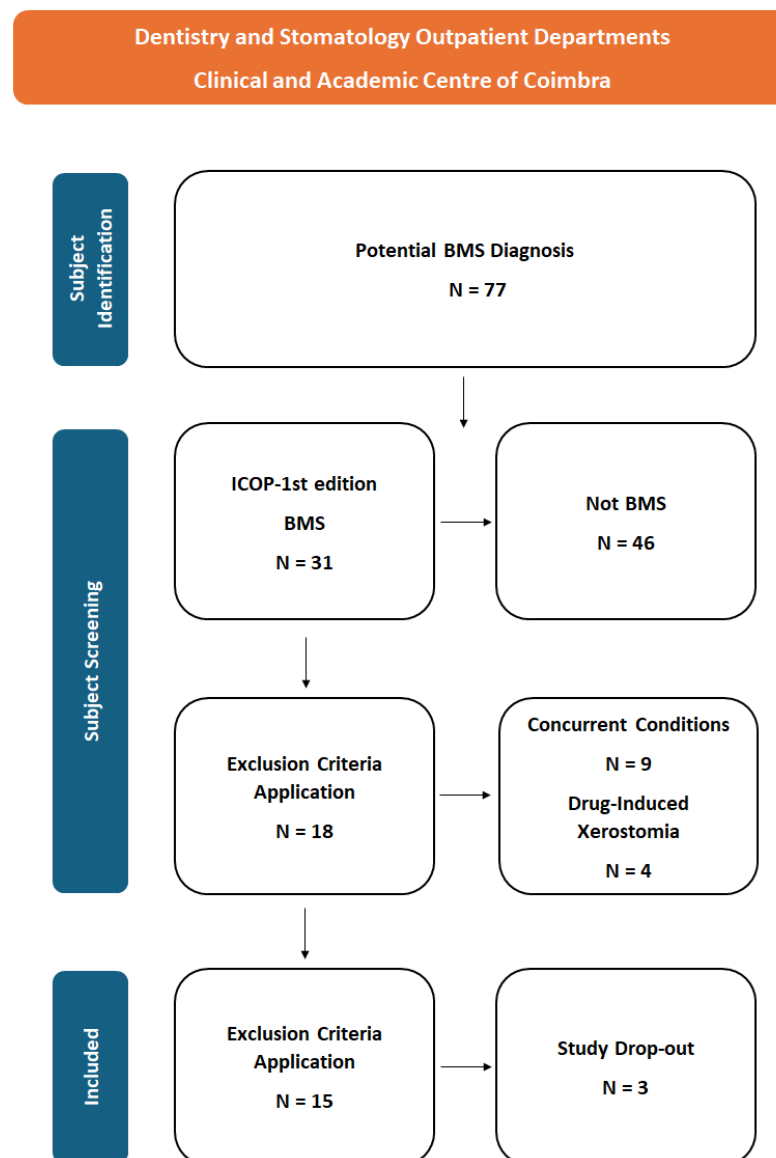 Dentistry and Stomatology Outpatient Departments
Clinical and Academic Centre of Coimbra
Subject
Identification
Potential BMS Diagnosis
N = 77
Subject Screening
ICOP-1st edition
BMS
N = 31
Not BMS
N = 46
Exclusion Criteria
Application
N = 18
Concurrent Conditions
N = 9
Drug-Induced
Xerostomia
N = 4
Included
Exclusion Criteria
Application
N = 15
Study Drop-out
N = 3